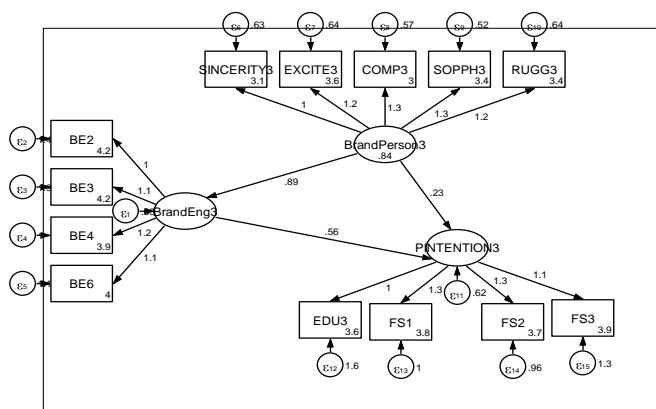 ε6 .63 ε7 .64 ε8 .57 ε9 .52 ε10 .64
SINCERITY3 3.1
EXCITE3 3.6
COMP3 3
SOPPH3 3.4
RUGG3 3.4
1 1.2 1.3 1.3 1.2
BrandPerson3
.84
ε2
BE2 4.2
ε3
BE3 4.2
ε4
BE4 3.9
ε5
BE6 4
1
1.1
1.2
1.1
ε1
BrandEng3
.89
.23
.56
PINTENTION3
ε11 .62
1 1.3 1.3 1.1
EDU3 3.6
FS1 3.8
FS2 3.7
FS3 3.9
ε12 1.6
ε13 1
ε14 .96
ε15 1.3